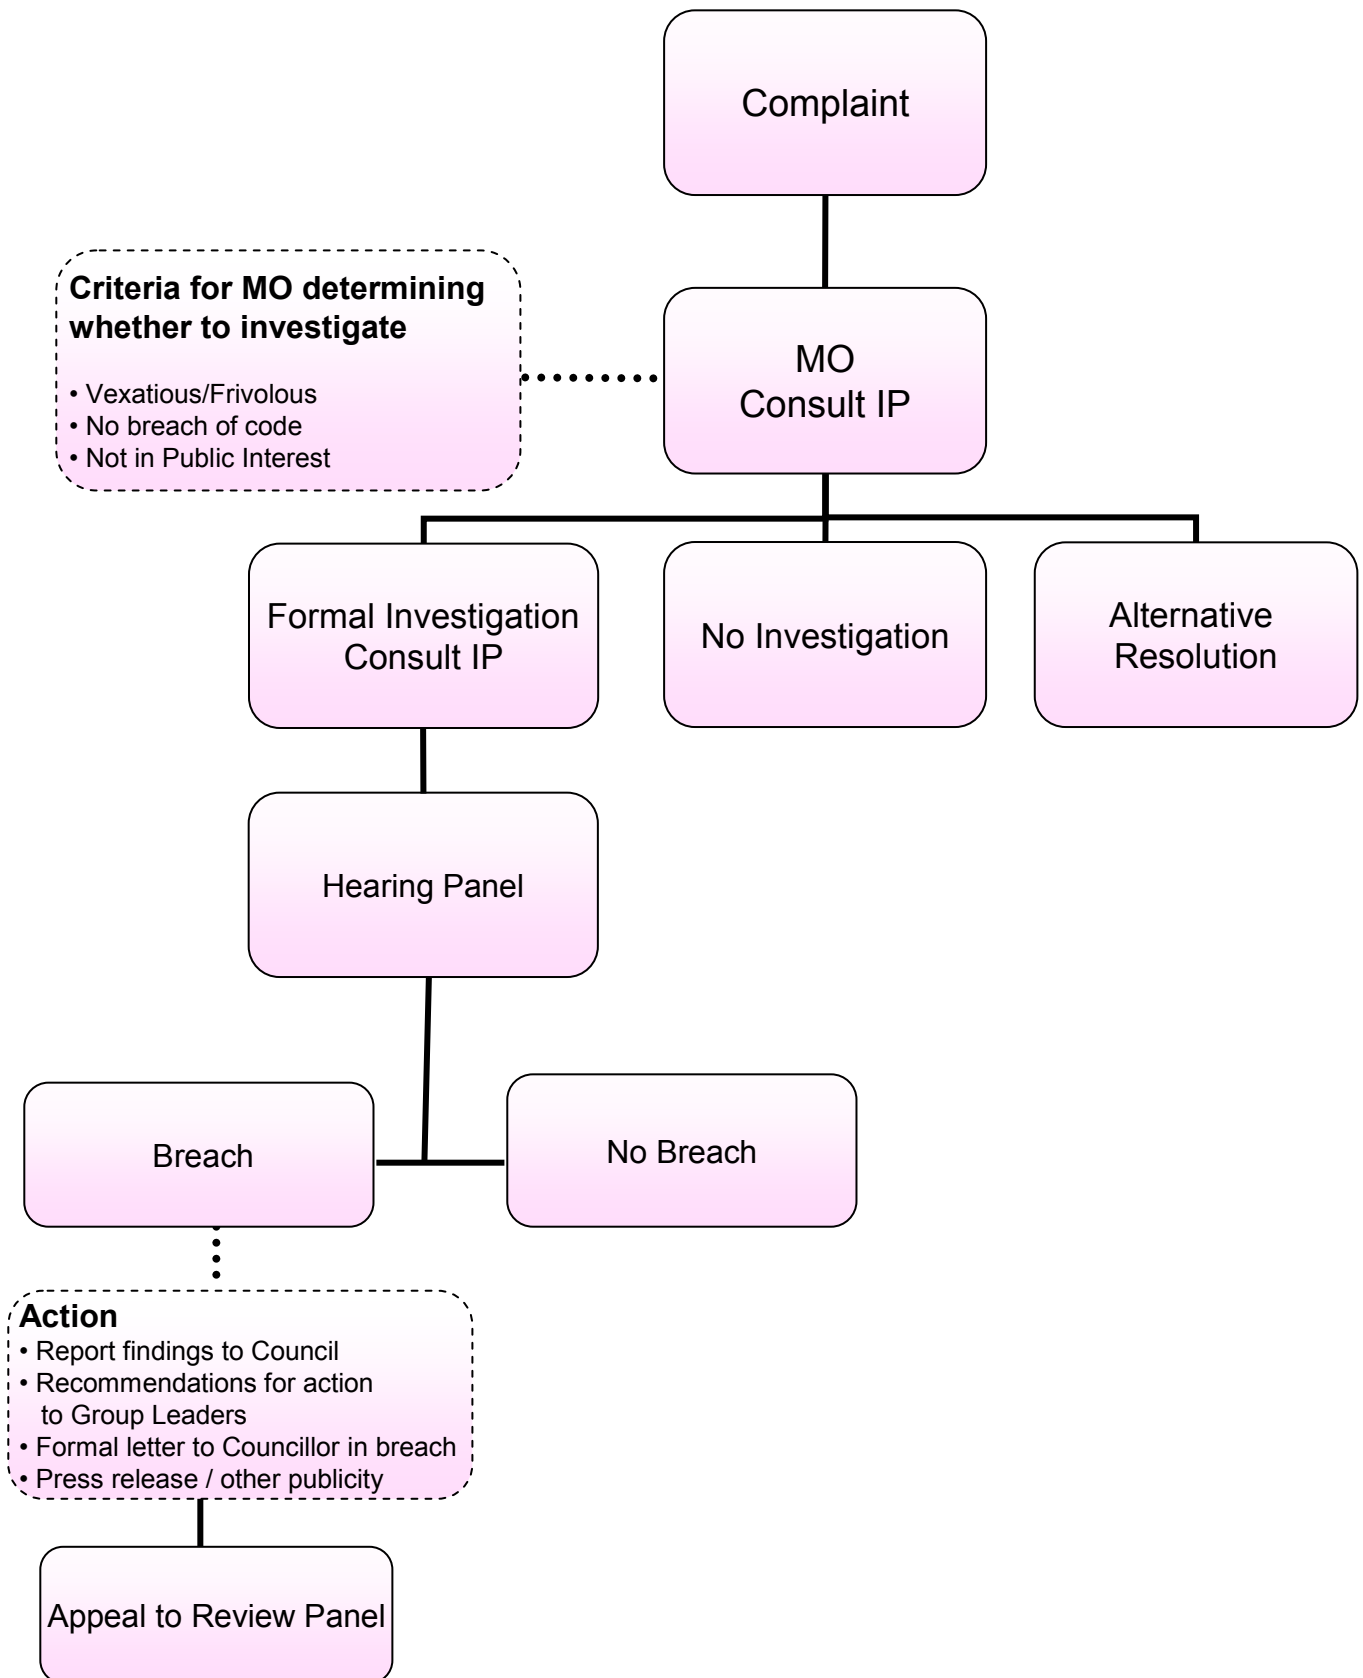 Complaint
Criteria for MO determining
whether to investigate
• Vexatious/Frivolous
• No breach of code
• Not in Public Interest
MO
Consult IP
Formal Investigation
Consult IP
No Investigation
Alternative
Resolution
Hearing Panel
Breach
No Breach
Action
• Report findings to Council
• Recommendations for action
to Group Leaders
• Formal letter to Councillor in breach
• Press release / other publicity
Appeal to Review Panel